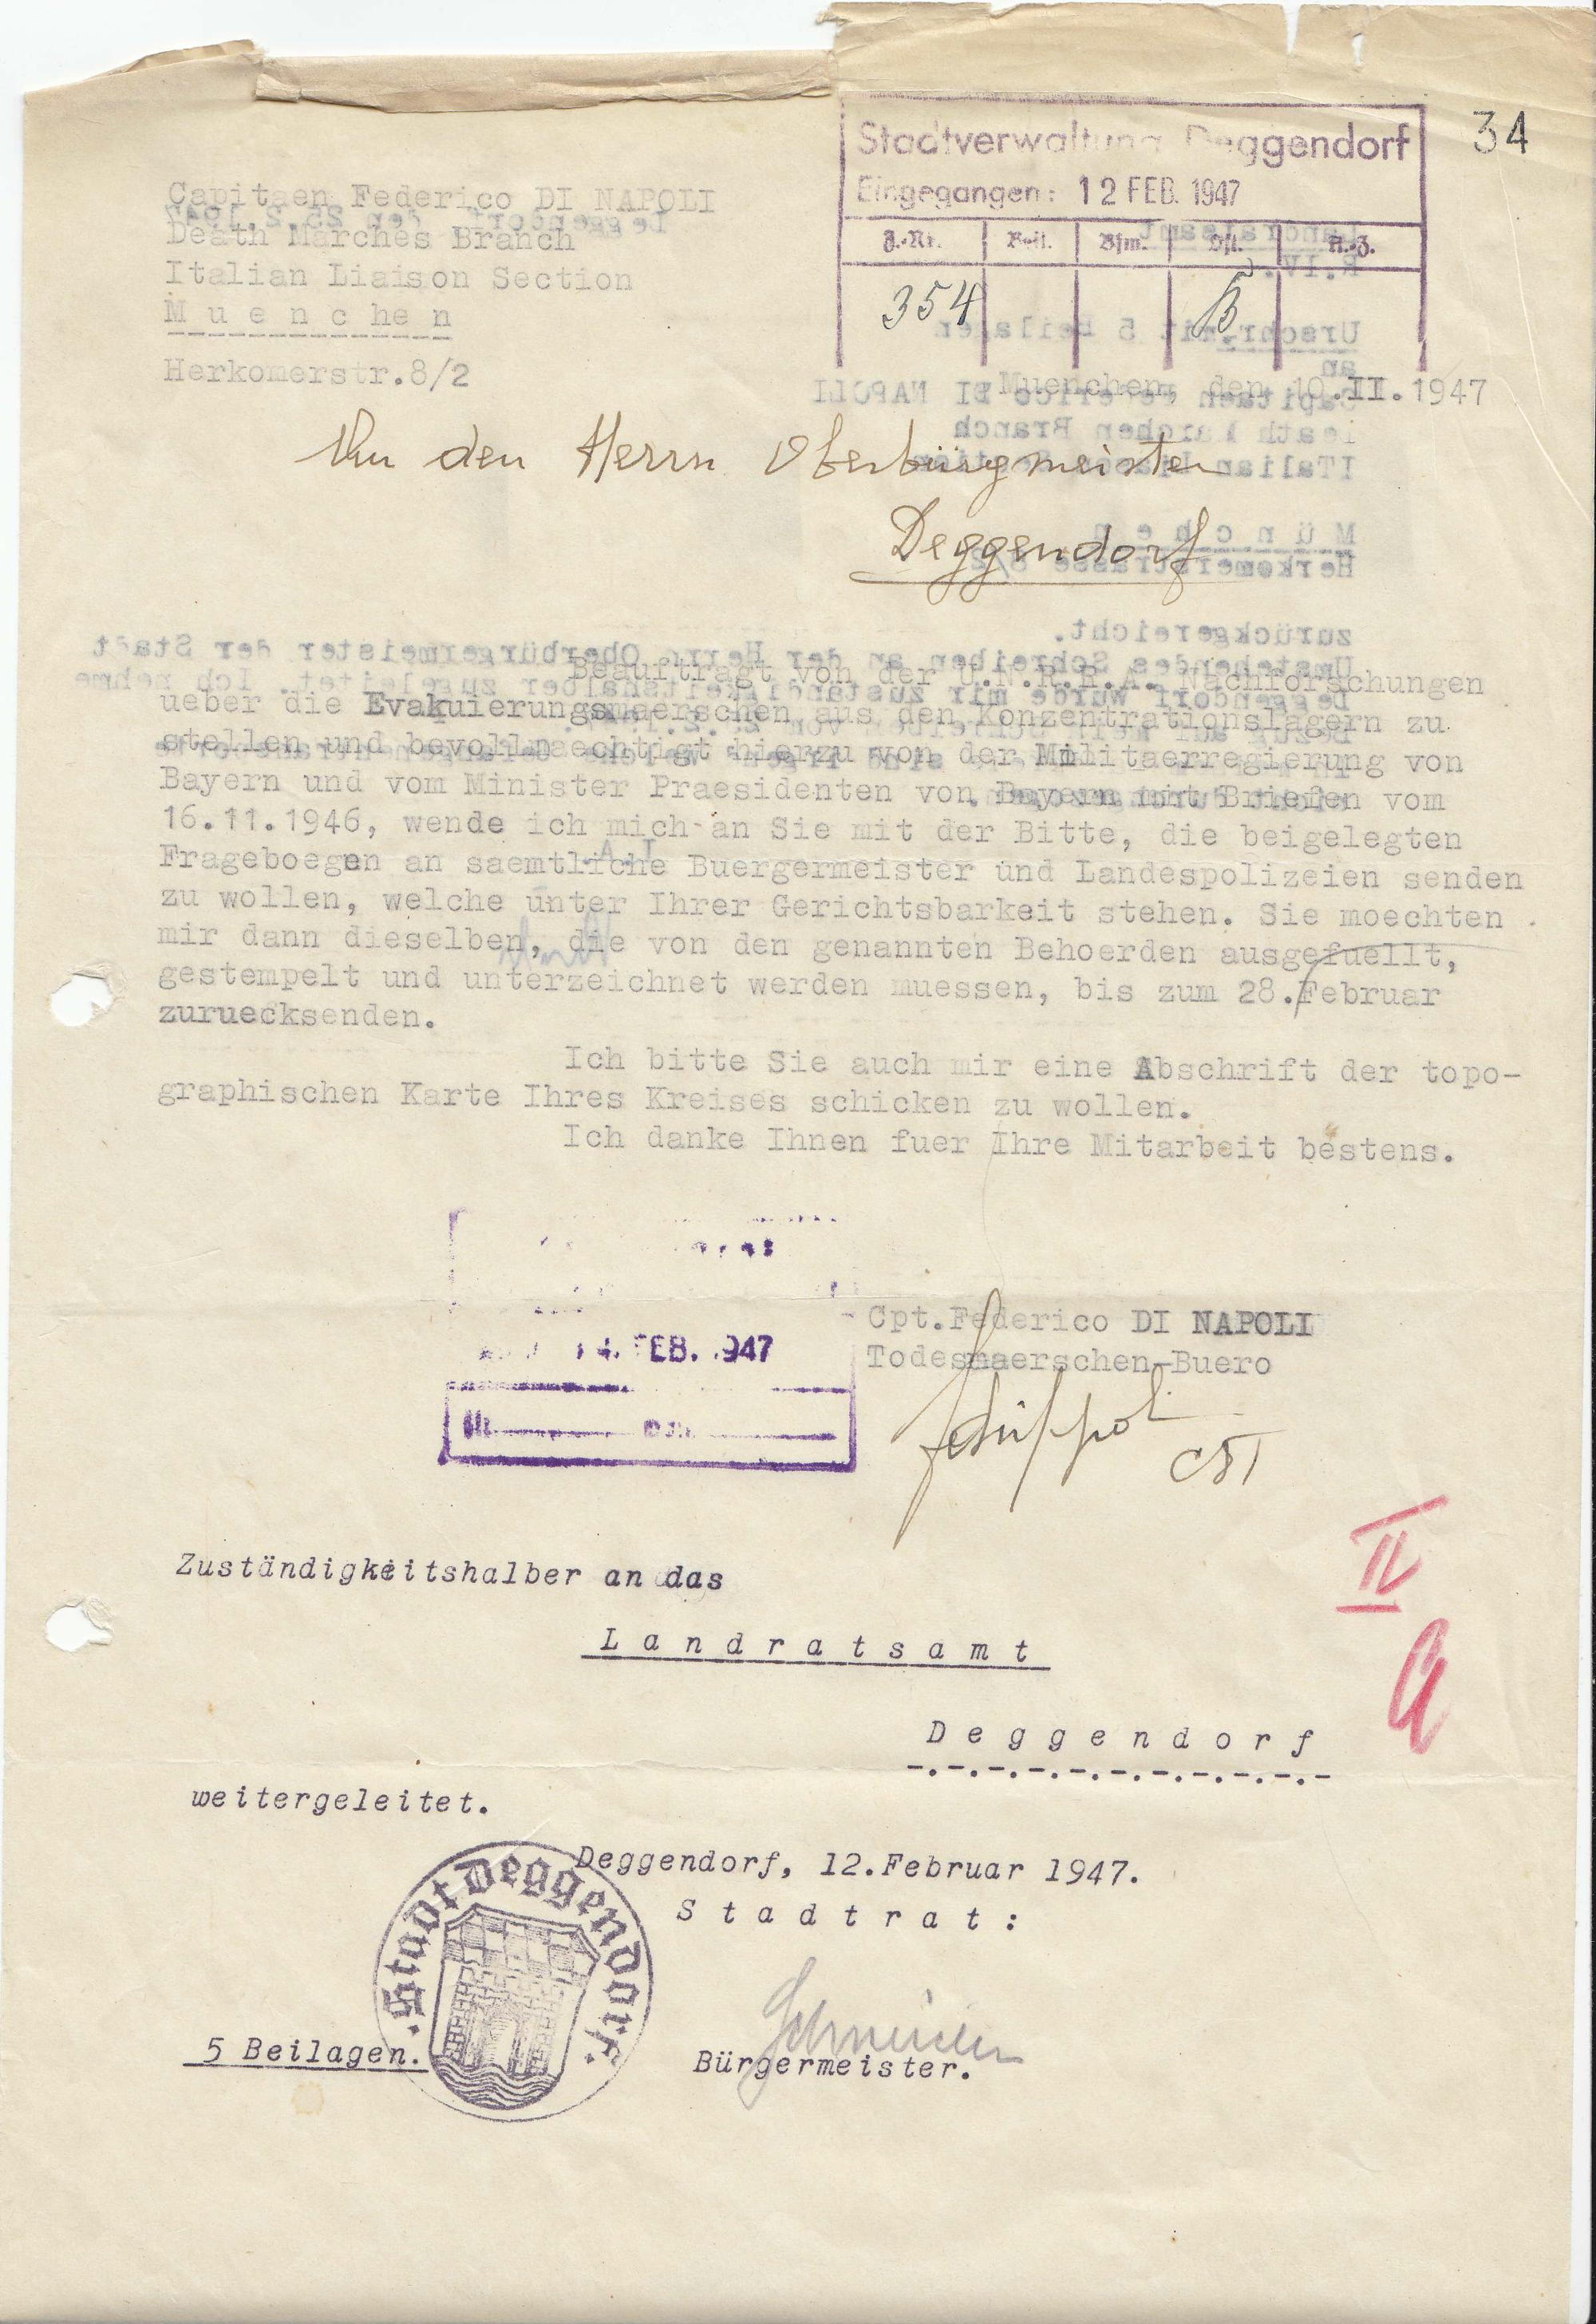 34
Stadtverwaltung Deggendorf
Eingegangen: 12 FEB. 1947
J.-Nr. Beil. Bfm. A.-Z.
354
Capitaen Federico DI NAPOLI
Death Marches Branch
Italian Liaison Section
M u e n c he n
Herkomerstr.8/2
Muenchen, den 10.II.1947
An den Herrn Oberbürgmeister
Deggendorf
Beauftragt von der U.N.R.R.A. Nachforschungen
ueber die Evakuierungsmaerschen aus den Konzentrationslagern zu
stellen und bevollmaechtigt hierzu von der Militaerregierung von
Bayern und vom Minister Praesidenten von Bayern mit Briefen vom
16.11.1946, wende ich mich an Sie mit der Bitte, die beigelegten
Frageboegen an saemtliche Buergermeister und Landespolizeien senden
zu wollen, welche unter Ihrer Gerichtsbarkeit stehen. Sie moechten
mir dann dieselben, die von den genannten Behoerden ausgefuellt,
gestempelt und unterzeichnet werden muessen, bis zum 28.Februar
zuruecksenden.
Ich bitte Sie auch mir eine Abschrift der topo-
graphischen Karte Ihres Kreises schicken zu wollen.
Ich danke Ihnen fuer Ihre Mitarbeit bestens.
14. FEB. 1947
Cpt.Federico DI NAPOLI
Todesmaerschen-Buero
IV
Zuständigkeitshalber an das
L a n d r a t s a m t
D e g g e n d o r f
weitergeleitet.
Deggendorf, 12.Februar 1947.
S t a d t r a t :
Stadt Deggendorf
5 Beilagen.
Bürgermeister.